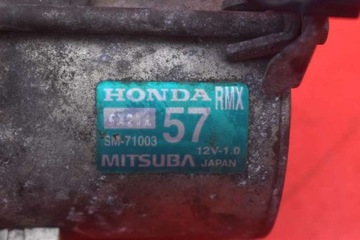 HONDA RMX
57
SM-71003
12V-1.0
MITSUBA JAPAN